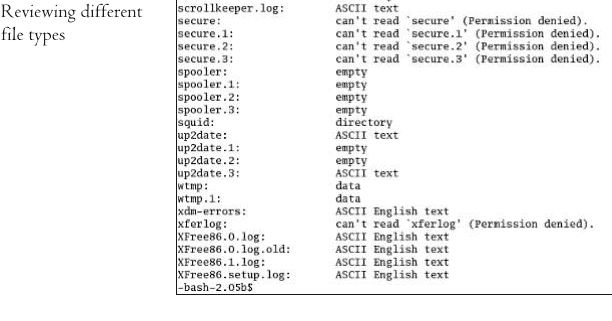 Reviewing different
file types
scrollkeeper.log: ASCII text
secure: can't read `secure' (Permission denied).
secure.1: can't read `secure.1' (Permission denied).
secure.2: can't read `secure.2' (Permission denied).
secure.3: can't read `secure.3' (Permission denied).
spooler: empty
spooler.1: empty
spooler.2: empty
spooler.3: empty
squid: directory
up2date: ASCII text
up2date.1: empty
up2date.2: empty
up2date.3: ASCII text
wtmp: data
wtmp.1: data
xdm-errors: ASCII English text
xferlog: can't read `xferlog' (Permission denied).
XFree86.0.log: ASCII English text
XFree86.0.log.old: ASCII English text
XFree86.1.log: ASCII English text
XFree86.setup.log: ASCII English text
-bash-2.05b$